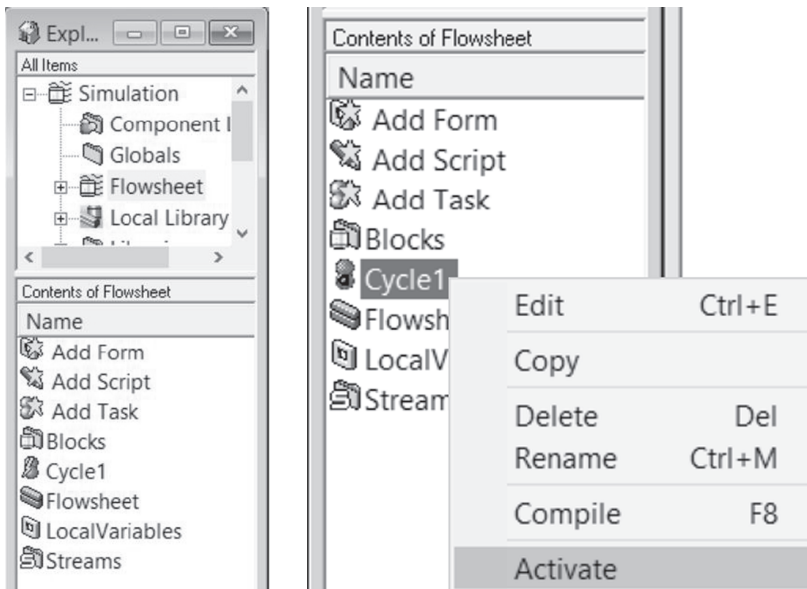 Expl...
All Items
Simulation
Component
Globals
Flowsheet
Local Library
Contents of Flowsheet
Name
Add Form
Add Script
Add Task
Blocks
Cycle1
Flowsheet
LocalVariables
Streams
Contents of Flowsheet
Name
Add Form
Add Script
Add Task
Blocks
Cycle1
Flowsh
LocalV
Stream
Edit Ctrl+E
Copy
Delete Del
Rename Ctrl+M
Compile F8
Activate